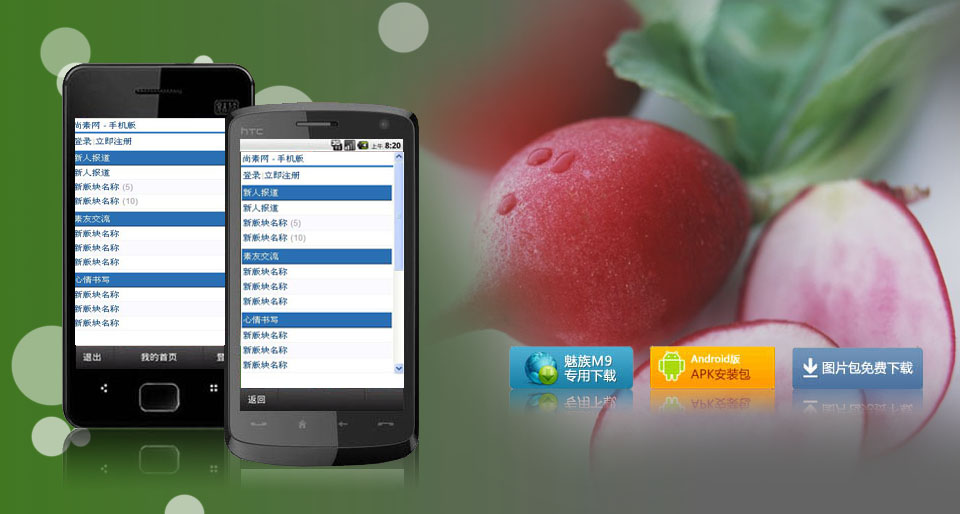 尚素网 - 手机版
登录|立即注册
新人报道
新人报道
新版块名称 (5)
新版块名称 (10)
素友交流
新版块名称
新版块名称
新版块名称
心情书写
新版块名称
新版块名称
新版块名称
退出 我的首页
hTC
上午 8:20
尚素网 - 手机版
登录|立即注册
新人报道
新人报道
新版块名称 (5)
新版块名称 (10)
素友交流
新版块名称
新版块名称
新版块名称
心情书写
新版块名称
新版块名称
新版块名称
返回
魅族M9
专用下载
Android版
APK安装包
图片包免费下载